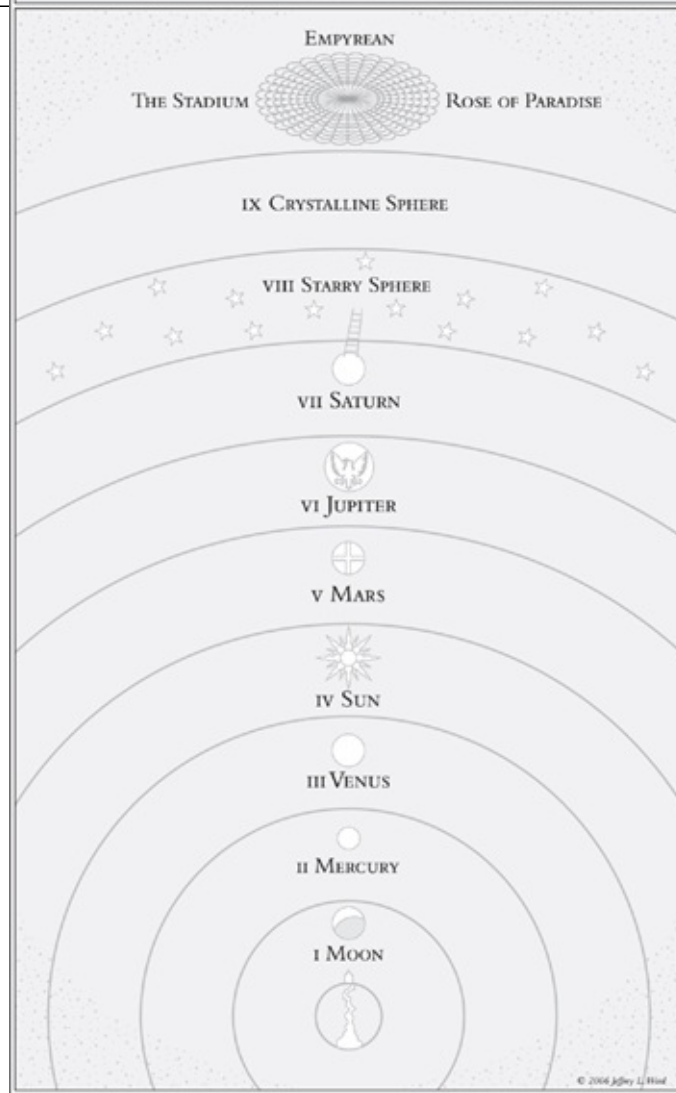 EMPYREAN
THE STADIUM ROSE OF PARADISE
IX CRYSTALLINE SPHERE
VIII STARRY SPHERE
VII SATURN
VI JUPITER
V MARS
IV SUN
III VENUS
II MERCURY
I MOON
© 2006 Jeffrey L. Ward